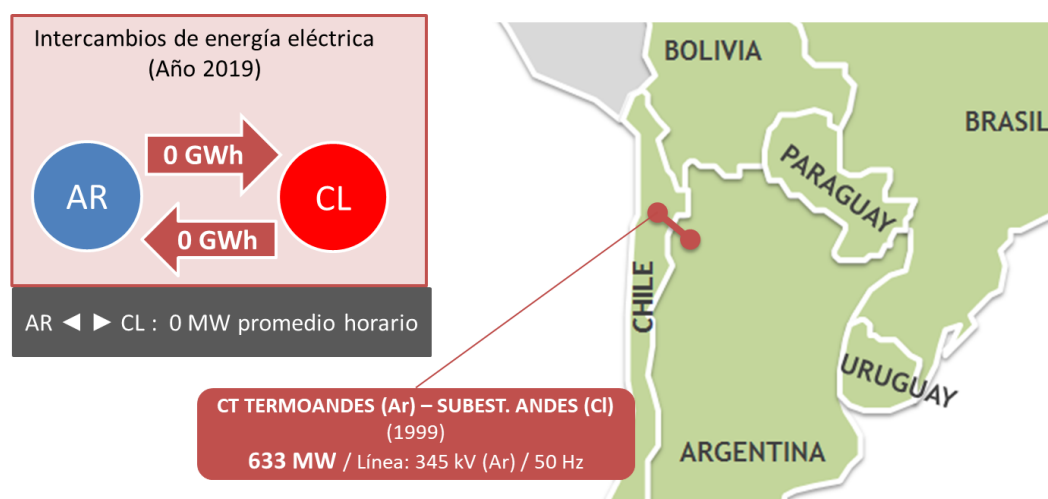 Intercambios de energía eléctrica
(Año 2019)
AR
0 GWh
CL
0 GWh
AR ◄ ► CL : 0 MW promedio horario
BOLIVIA
BRASIL
PARAGUAY
CHILE
URUGUAY
ARGENTINA
CT TERMOANDES (Ar) – SUBEST. ANDES (Cl)
(1999)
633 MW / Línea: 345 kV (Ar) / 50 Hz